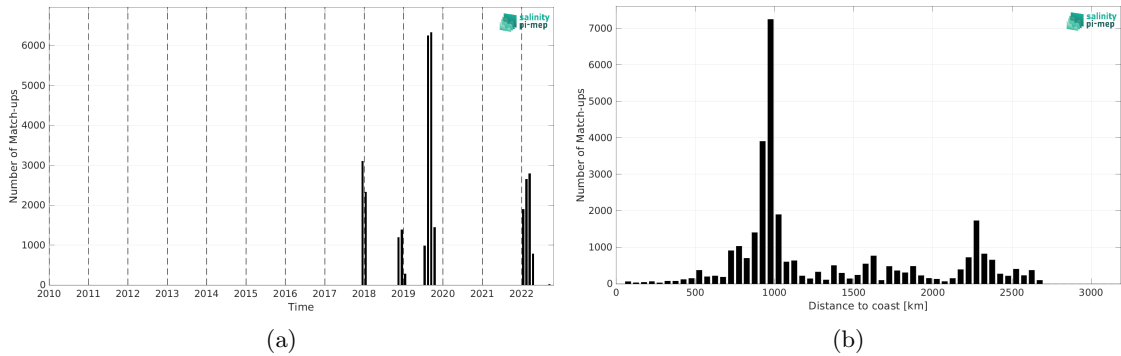 salinity
pi-mep
Number of Match-ups
6000
5000
4000
3000
2000
1000
0
2010 2011 2012 2013 2014 2015 2016 2017 2018 2019 2020 2021 2022
Time
(a)
salinity
pi-mep
Number of Match-ups
7000
6000
5000
4000
3000
2000
1000
0
0 500 1000 1500 2000 2500 3000
Distance to coast [km]
(b)